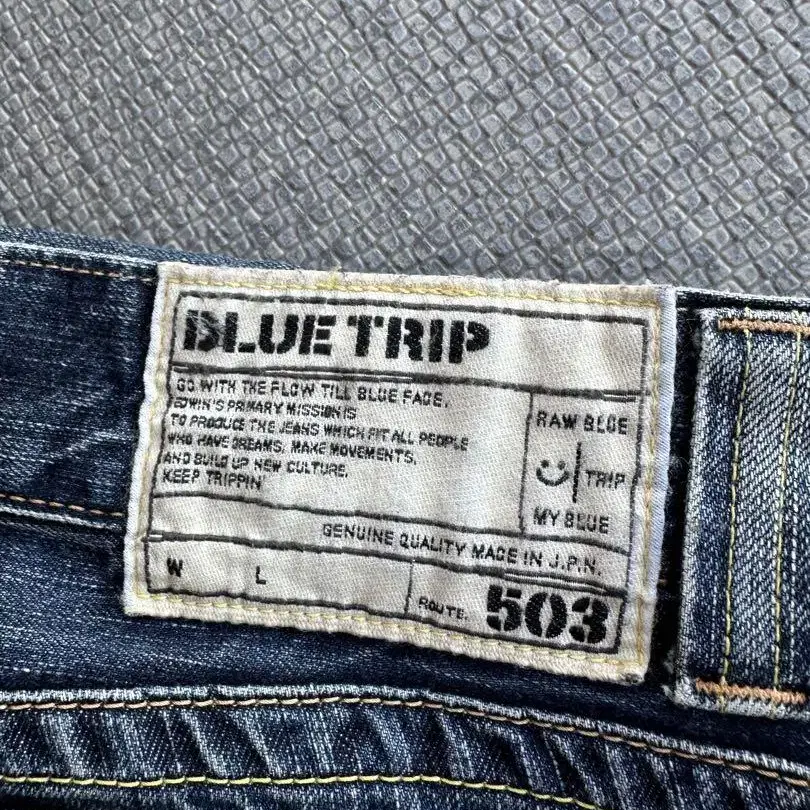 BLUE TRIP
GO WITH THE FLOW TILL BLUE FADE.
EDWIN'S PRIMARY MISSION IS
TO PRODUCE THE JEANS WHICH FIT ALL PEOPLE
WHO HAVE DREAMS, MAKE MOVEMENTS,
AND BUILD UP NEW CULTURE.
KEEP TRIPPIN'
RAW BLUE
TRIP
MY BLUE
GENUINE QUALITY MADE IN J.P.N.
W L
ROUTE. 503